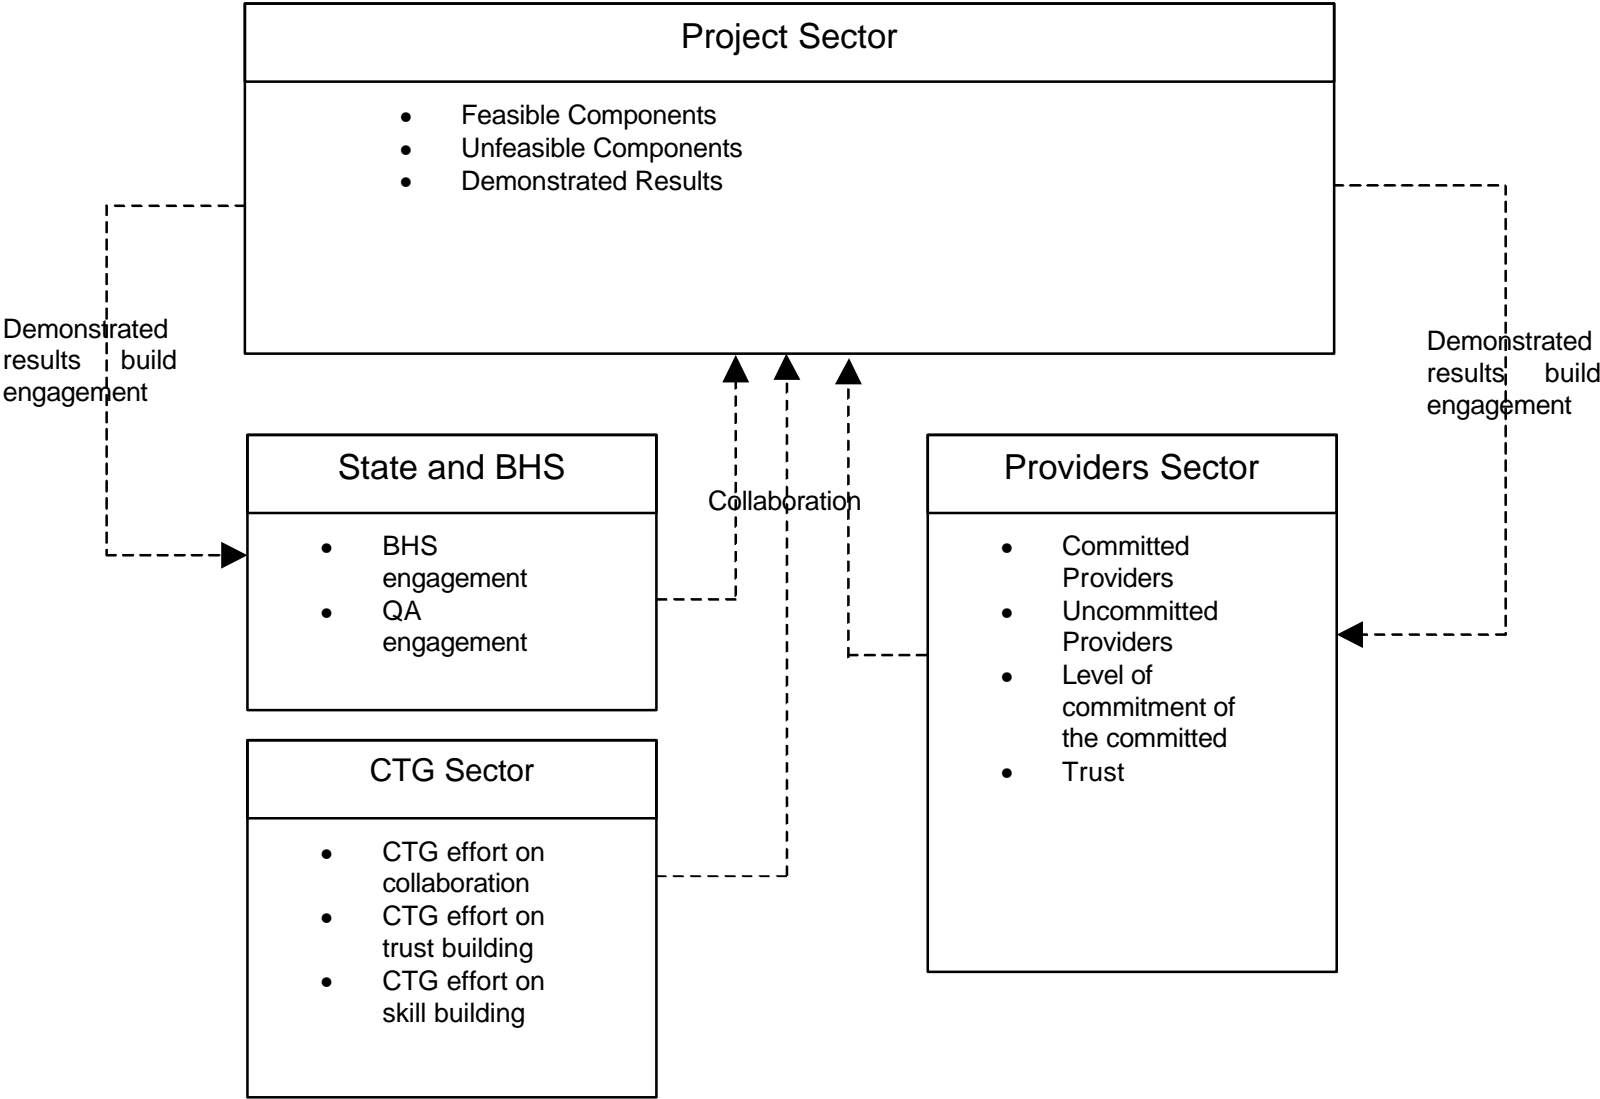 Project Sector
• Feasible Components
• Unfeasible Components
• Demonstrated Results
Demonstrated
results build
engagement
Demonstrated
results build
engagement
State and BHS
• BHS
engagement
• QA
engagement
Collaboration
Providers Sector
• Committed
Providers
• Uncommitted
Providers
• Level of
commitment of
the committed
• Trust
CTG Sector
• CTG effort on
collaboration
• CTG effort on
trust building
• CTG effort on
skill building